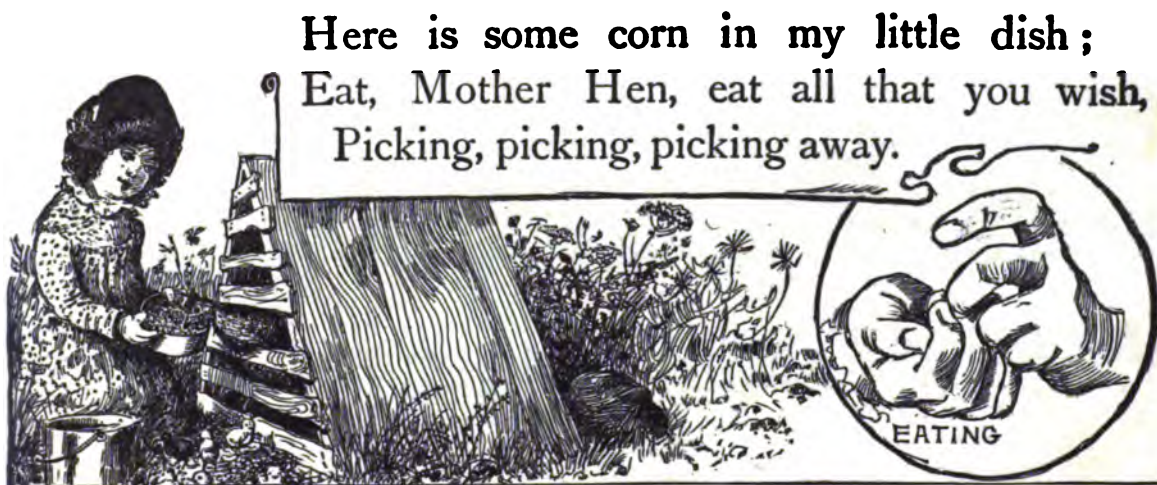 Here is some corn in my little dish;
Eat, Mother Hen, eat all that you wish,
Picking, picking, picking away.
EATING